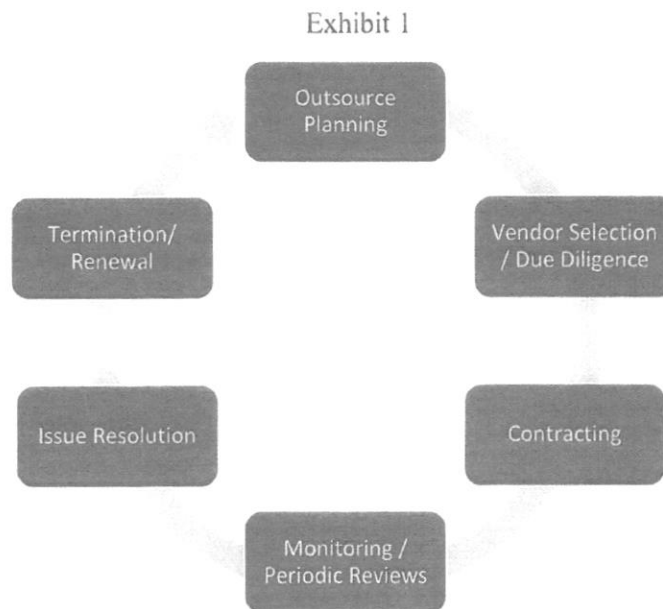 Exhibit 1
Outsource
Planning
Vendor Selection
/ Due Diligence
Contracting
Monitoring /
Periodic Reviews
Issue Resolution
Termination/
Renewal